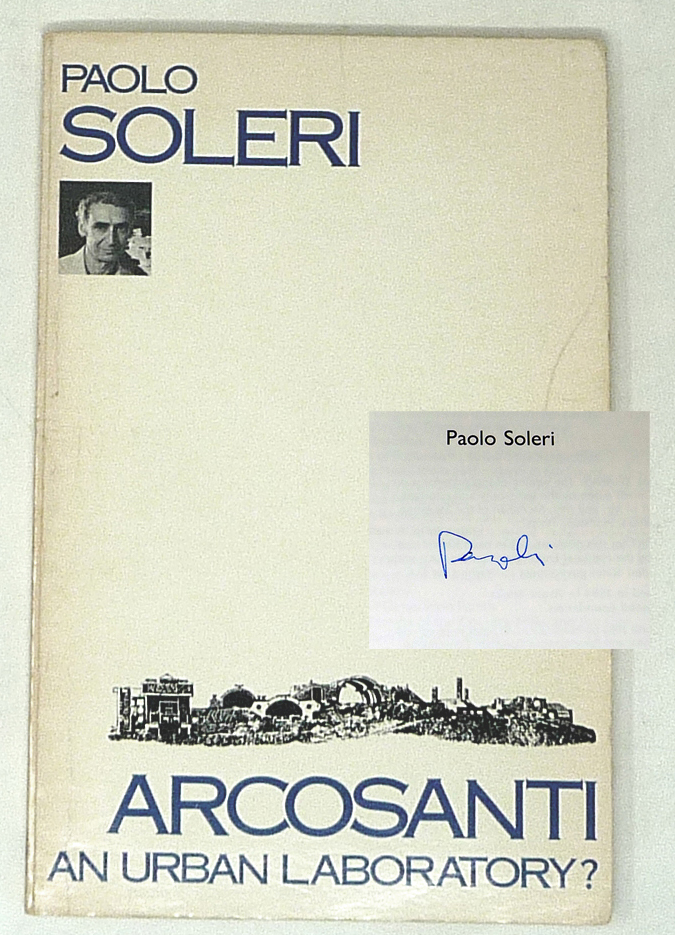 PAOLO
SOLERI
Paolo Soleri
ARCOSANTI
AN URBAN LABORATORY?